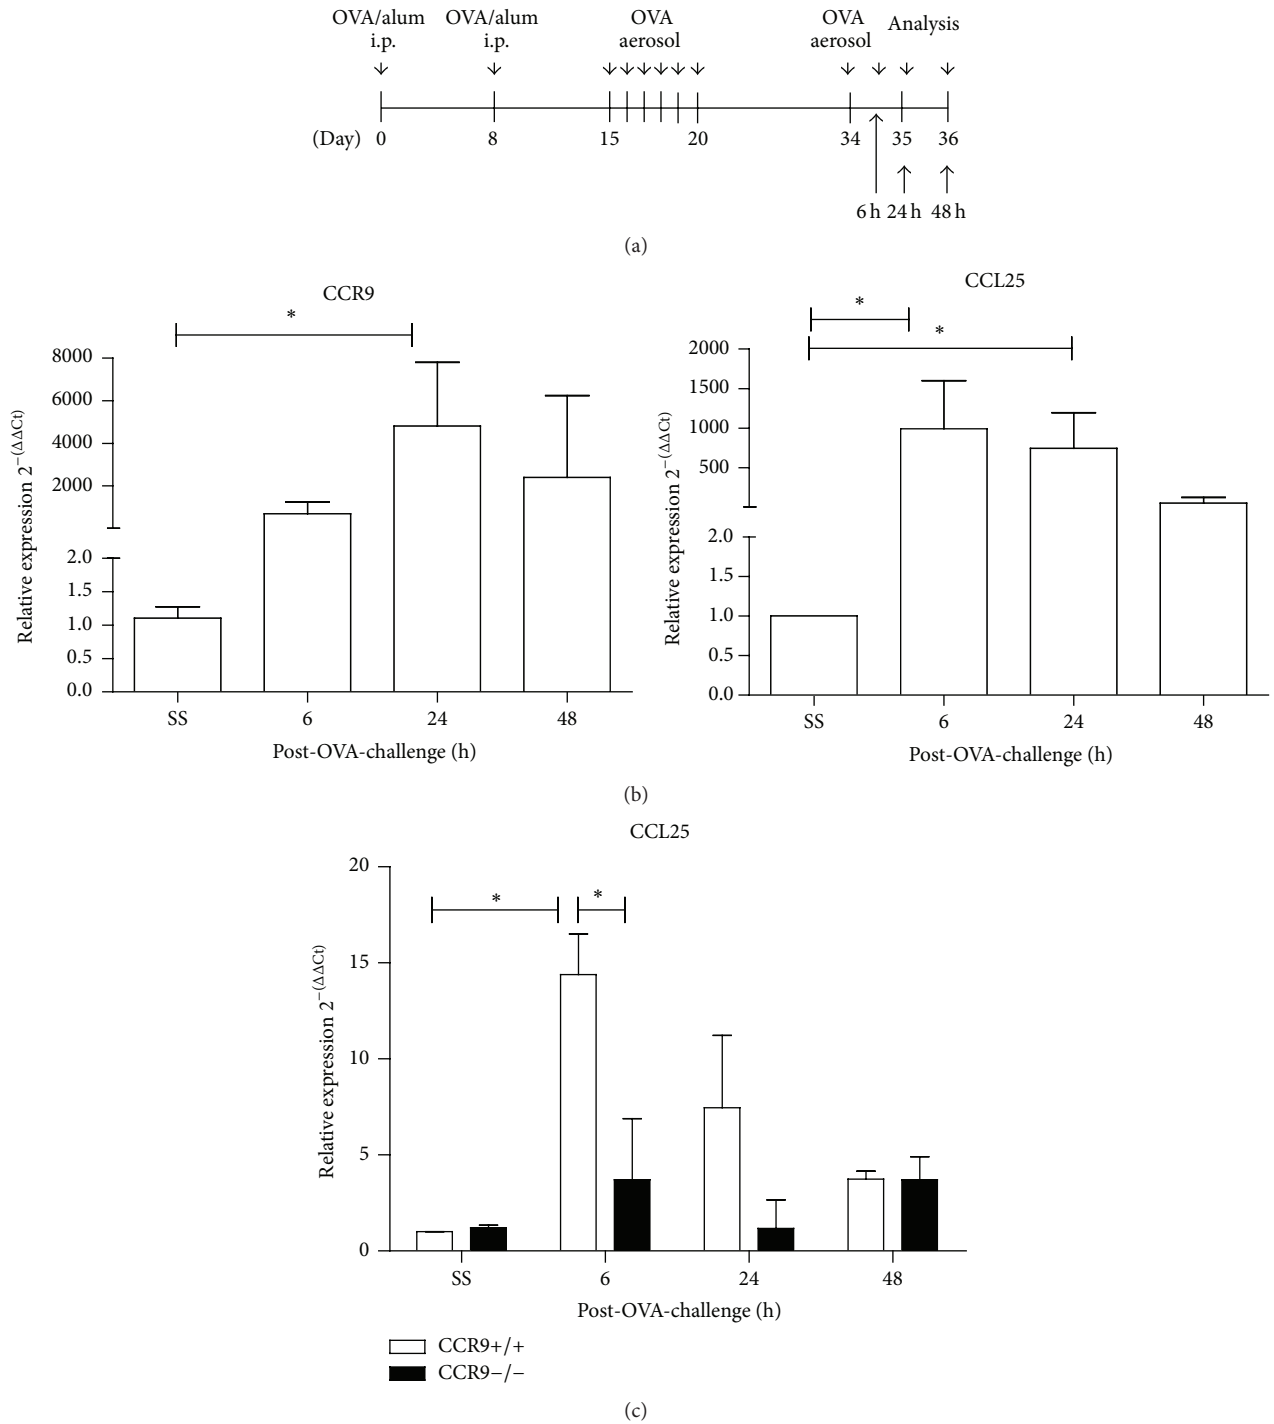 OVA/alum OVA/alum OVA OVA Analysis
i.p. i.p. aerosol aerosol
(Day) 0 8 15 20 34 35 36
6 h 24 h 48 h
(a)
CCR9
*
8000
6000
4000
2000
2.0
1.5
1.0
0.5
0.0
Relative expression 2−(ΔΔCt)
SS 6 24 48
Post-OVA-challenge (h)
CCL25
*
*
2000
1500
1000
500
2.0
1.5
1.0
0.5
0.0
Relative expression 2−(ΔΔCt)
SS 6 24 48
Post-OVA-challenge (h)
(b)
CCL25
* *
20
15
10
5
0
Relative expression 2−(ΔΔCt)
SS 6 24 48
Post-OVA-challenge (h)
CCR9+/+
CCR9−/−
(c)